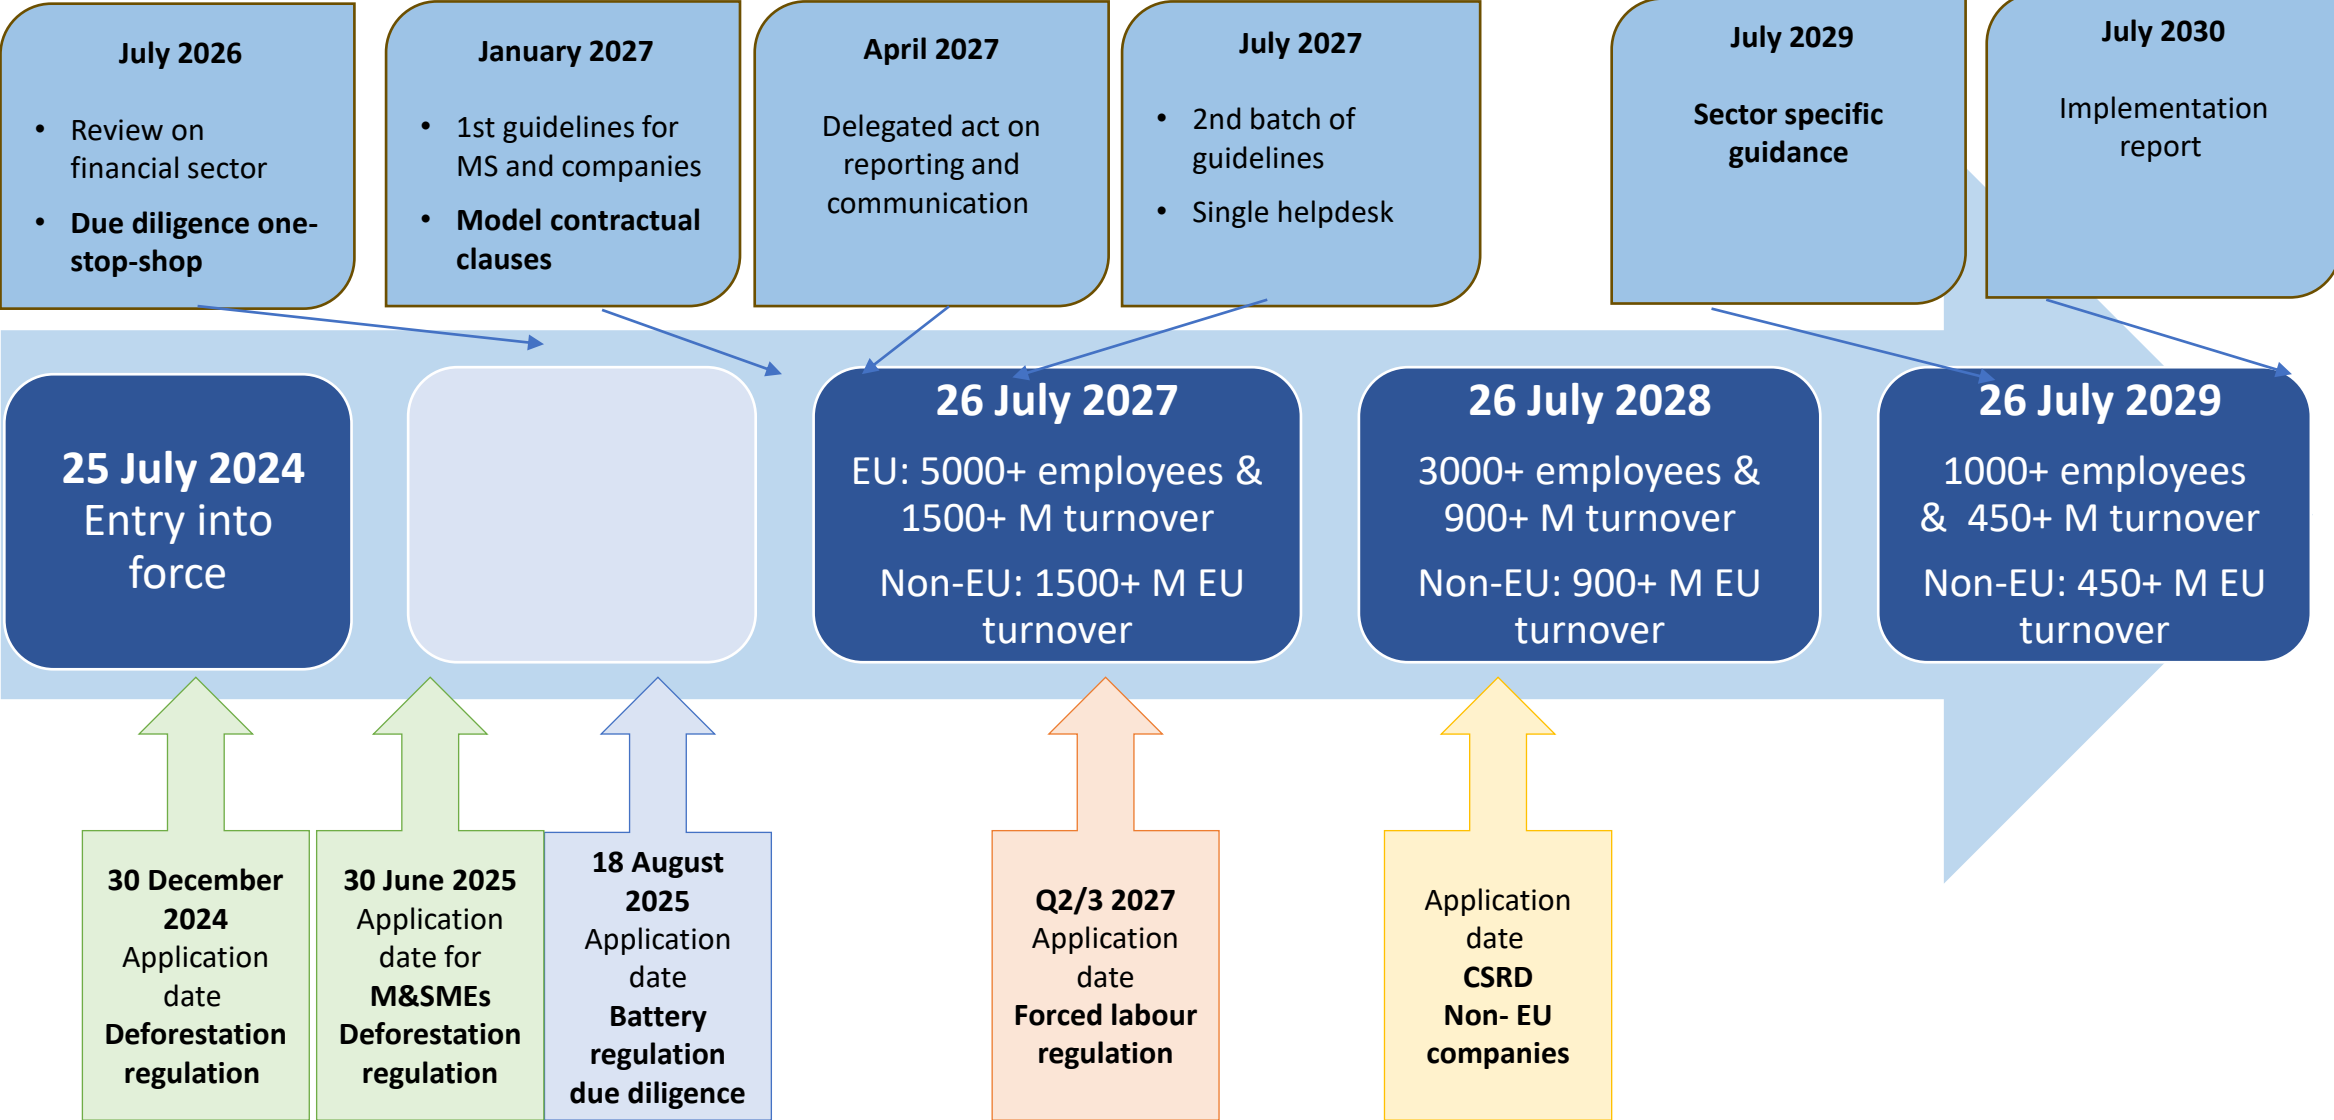 July 2026
• Review on
financial sector
• Due diligence one-
stop-shop
January 2027
• 1st guidelines for
MS and companies
• Model contractual
clauses
April 2027
Delegated act on
reporting and
communication
July 2027
• 2nd batch of
guidelines
• Single helpdesk
July 2029
Sector specific
guidance
July 2030
Implementation
report
25 July 2024
Entry into
force
26 July 2027
EU: 5000+ employees &
1500+ M turnover
Non-EU: 1500+ M EU
turnover
26 July 2028
3000+ employees &
900+ M turnover
Non-EU: 900+ M EU
turnover
26 July 2029
1000+ employees
& 450+ M turnover
Non-EU: 450+ M EU
turnover
30 December
2024
Application
date
Deforestation
regulation
30 June 2025
Application
date for
M&SMEs
Deforestation
regulation
18 August
2025
Application
date
Battery
regulation
due diligence
Q2/3 2027
Application
date
Forced labour
regulation
Application
date
CSRD
Non- EU
companies